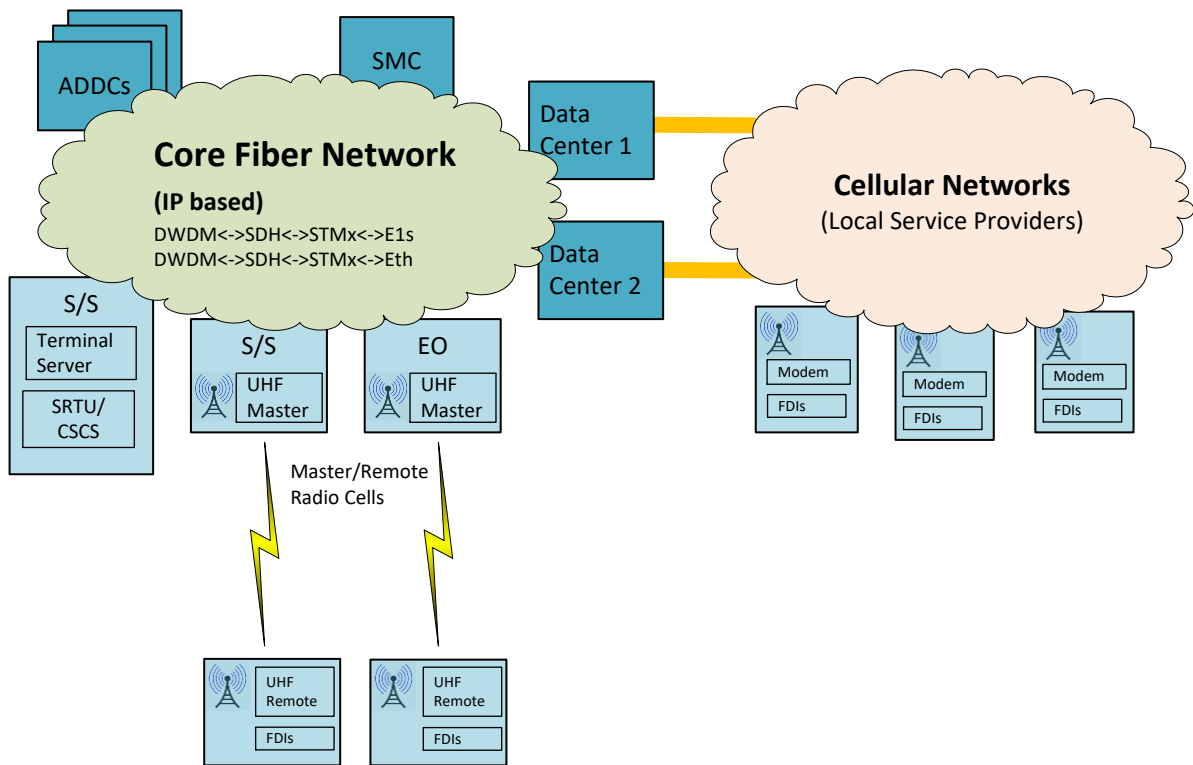 ADDCs
SMC
Core Fiber Network
(IP based)
DWDM<->SDH<->STMx<->E1s
DWDM<->SDH<->STMx<->Eth
Data
Center 1
Data
Center 2
Cellular Networks
(Local Service Providers)
S/S
Terminal
Server
SRTU/
CSCS
S/S
UHF
Master
EO
UHF
Master
Modem
FDIs
Modem
FDIs
Modem
FDIs
Master/Remote
Radio Cells
UHF
Remote
FDIs
UHF
Remote
FDIs